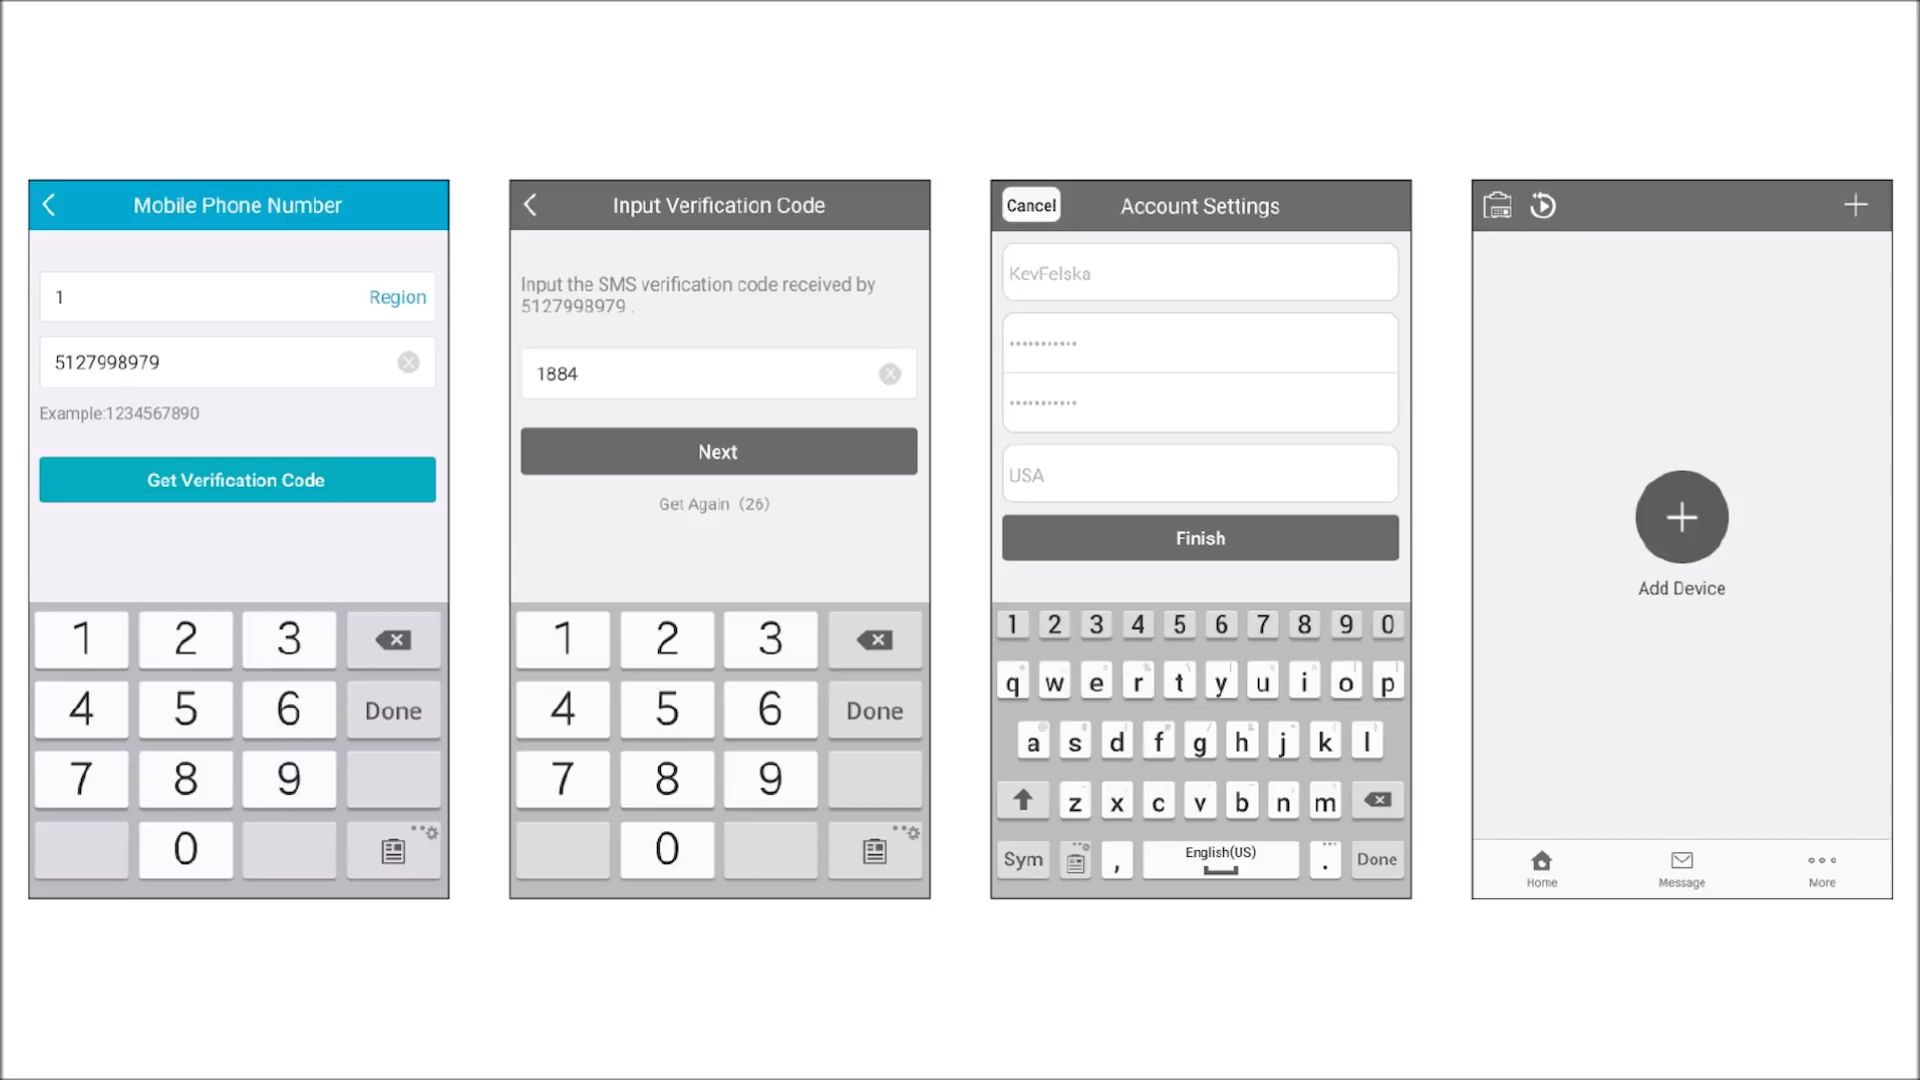 Mobile Phone Number
1
Region
5127998979
Example:1234567890
Get Verification Code
1 2 3
4 5 6 Done
7 8 9
0
Input Verification Code
Input the SMS verification code received by
5127998979 .
1884
Next
Get Again (26)
1 2 3
4 5 6 Done
7 8 9
0
Cancel
Account Settings
KevFelska
USA
Finish
1 2 3 4 5 6 7 8 9 0
q w e r t y u i o p
a s d f g h j k l
z x c v b n m
Sym , English(US) . Done
Add Device
Home
Message
More